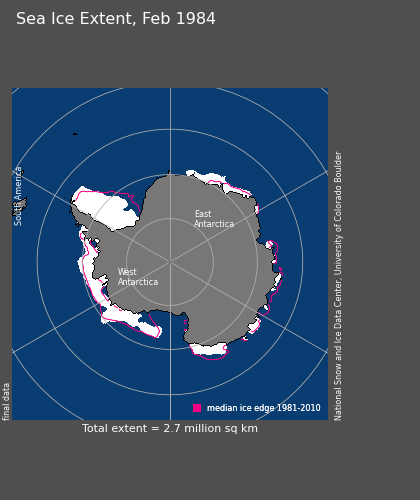 Sea Ice Extent, Feb 1984
South America
East
Antarctica
West
Antarctica
National Snow and Ice Data Center, University of Colorado Boulder
final data
median ice edge 1981-2010
Total extent = 2.7 million sq km